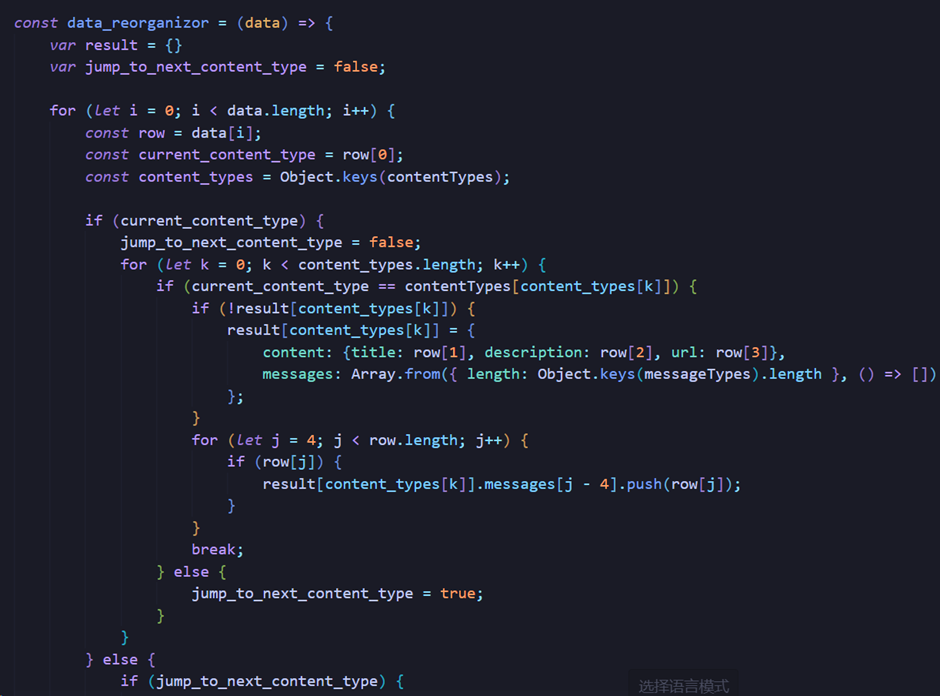 const data_reorganizor = (data) => {
    var result = {}
    var jump_to_next_content_type = false;
    for (let i = 0; i < data.length; i++) {
        const row = data[i];
        const current_content_type = row[0];
        const content_types = Object.keys(contentTypes);
        if (current_content_type) {
            jump_to_next_content_type = false;
            for (let k = 0; k < content_types.length; k++) {
                if (current_content_type == contentTypes[content_types[k]]) {
                    if (!result[content_types[k]]) {
                        result[content_types[k]] = {
                            content: {title: row[1], description: row[2], url: row[3]},
                            messages: Array.from({ length: Object.keys(messageTypes).length }, () => [])
                        };
                    }
                    for (let j = 4; j < row.length; j++) {
                        if (row[j]) {
                            result[content_types[k]].messages[j - 4].push(row[j]);
                        }
                    }
                    break;
                } else {
                    jump_to_next_content_type = true;
                }
            }
        } else {
            if (jump_to_next_content_type) {
选择语言模式